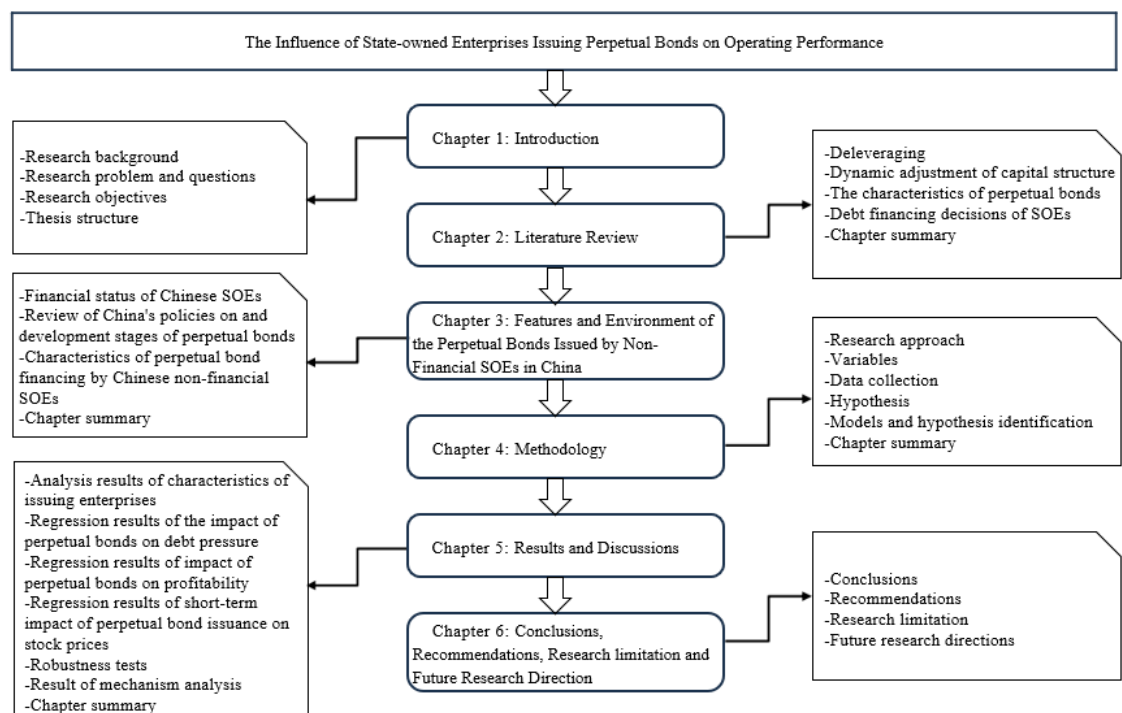 The Influence of State-owned Enterprises Issuing Perpetual Bonds on Operating Performance
Chapter 1: Introduction
-Research background
-Research problem and questions
-Research objectives
-Thesis structure
Chapter 2: Literature Review
-Deleveraging
-Dynamic adjustment of capital structure
-The characteristics of perpetual bonds
-Debt financing decisions of SOEs
-Chapter summary
Chapter 3: Features and Environment of
the Perpetual Bonds Issued by Non-
Financial SOEs in China
-Financial status of Chinese SOEs
-Review of China's policies on and
development stages of perpetual bonds
-Characteristics of perpetual bond
financing by Chinese non-financial
SOEs
-Chapter summary
Chapter 4: Methodology
-Research approach
-Variables
-Data collection
-Hypothesis
-Models and hypothesis identification
-Chapter summary
Chapter 5: Results and Discussions
-Analysis results of characteristics of
issuing enterprises
-Regression results of the impact of
perpetual bonds on debt pressure
-Regression results of impact of
perpetual bonds on profitability
-Regression results of short-term
impact of perpetual bond issuance on
stock prices
-Robustness tests
-Result of mechanism analysis
-Chapter summary
Chapter 6: Conclusions,
Recommendations, Research limitation and
Future Research Direction
-Conclusions
-Recommendations
-Research limitation
-Future research directions